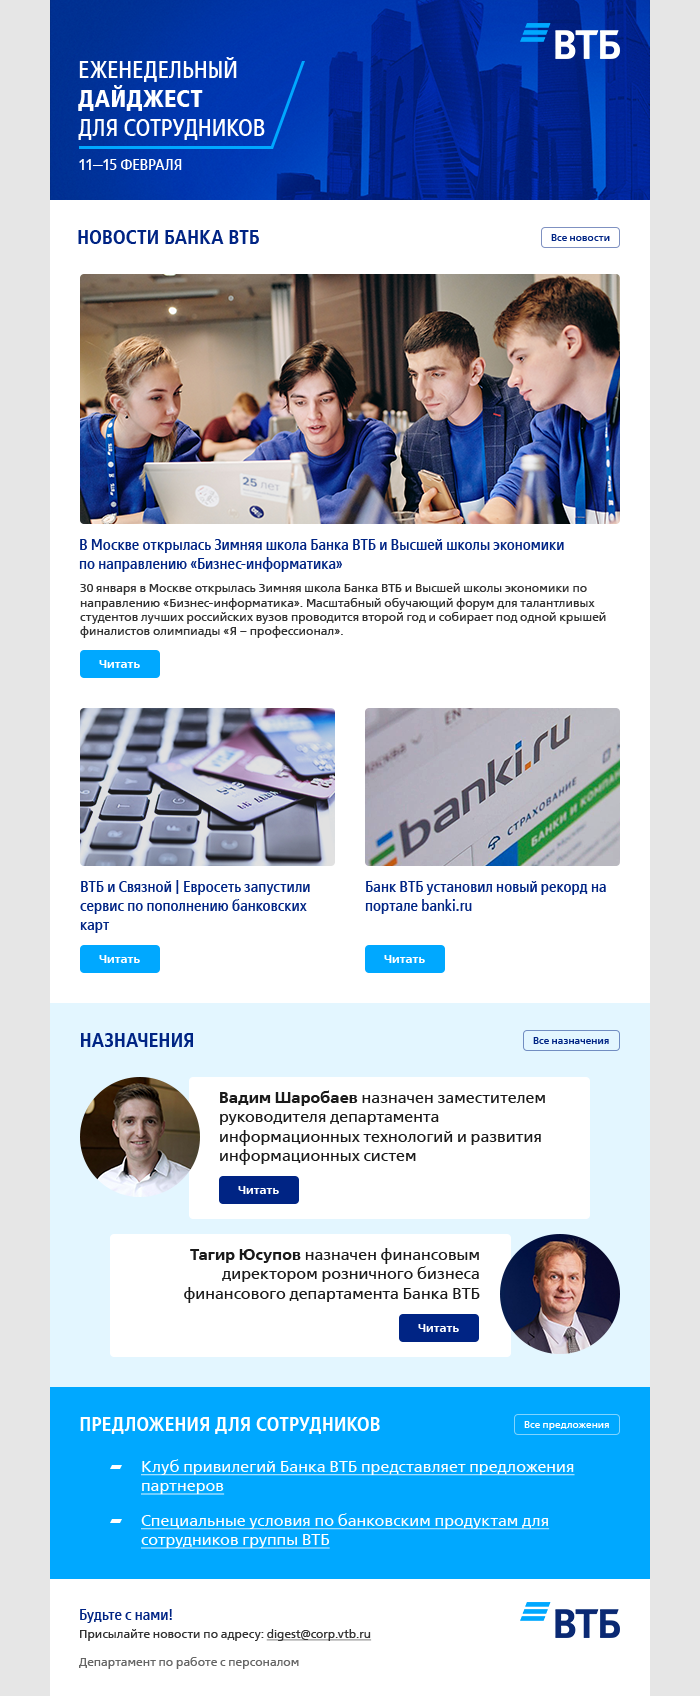 ВТБ
ЕЖЕНЕДЕЛЬНЫЙ
ДАЙДЖЕСТ
ДЛЯ СОТРУДНИКОВ
11—15 ФЕВРАЛЯ
НОВОСТИ БАНКА ВТБ
Все новости
25 лет
В Москве открылась Зимняя школа Банка ВТБ и Высшей школы экономики
по направлению «Бизнес-информатика»
30 января в Москве открылась Зимняя школа Банка ВТБ и Высшей школы экономики по
направлению «Бизнес-информатика». Масштабный обучающий форум для талантливых
студентов лучших российских вузов проводится второй год и собирает под одной крышей
финалистов олимпиады «Я – профессионал».
Читать
МОСКВА
EN
banki.ru
СТРАХОВАНИЕ
БАНКИ И КОМПАН
ВТБ и Связной | Евросеть запустили
сервис по пополнению банковских
карт
Читать
Банк ВТБ установил новый рекорд на
портале banki.ru
Читать
НАЗНАЧЕНИЯ
Все назначения
Вадим Шаробаев назначен заместителем
руководителя департамента
информационных технологий и развития
информационных систем
Читать
Тагир Юсупов назначен финансовым
директором розничного бизнеса
финансового департамента Банка ВТБ
Читать
ПРЕДЛОЖЕНИЯ ДЛЯ СОТРУДНИКОВ
Все предложения
Клуб привилегий Банка ВТБ представляет предложения
партнеров
Специальные условия по банковским продуктам для
сотрудников группы ВТБ
Будьте с нами!
Присылайте новости по адресу: digest@corp.vtb.ru
Департамент по работе с персоналом
ВТБ